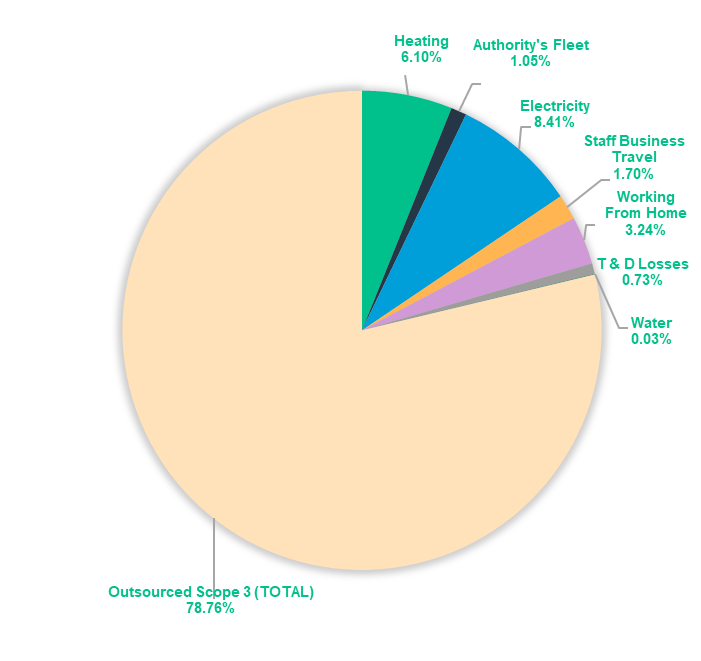 Heating
6.10%
Authority's Fleet
1.05%
Electricity
8.41%
Staff Business
Travel
1.70%
Working
From Home
3.24%
T & D Losses
0.73%
Water
0.03%
Outsourced Scope 3 (TOTAL)
78.76%